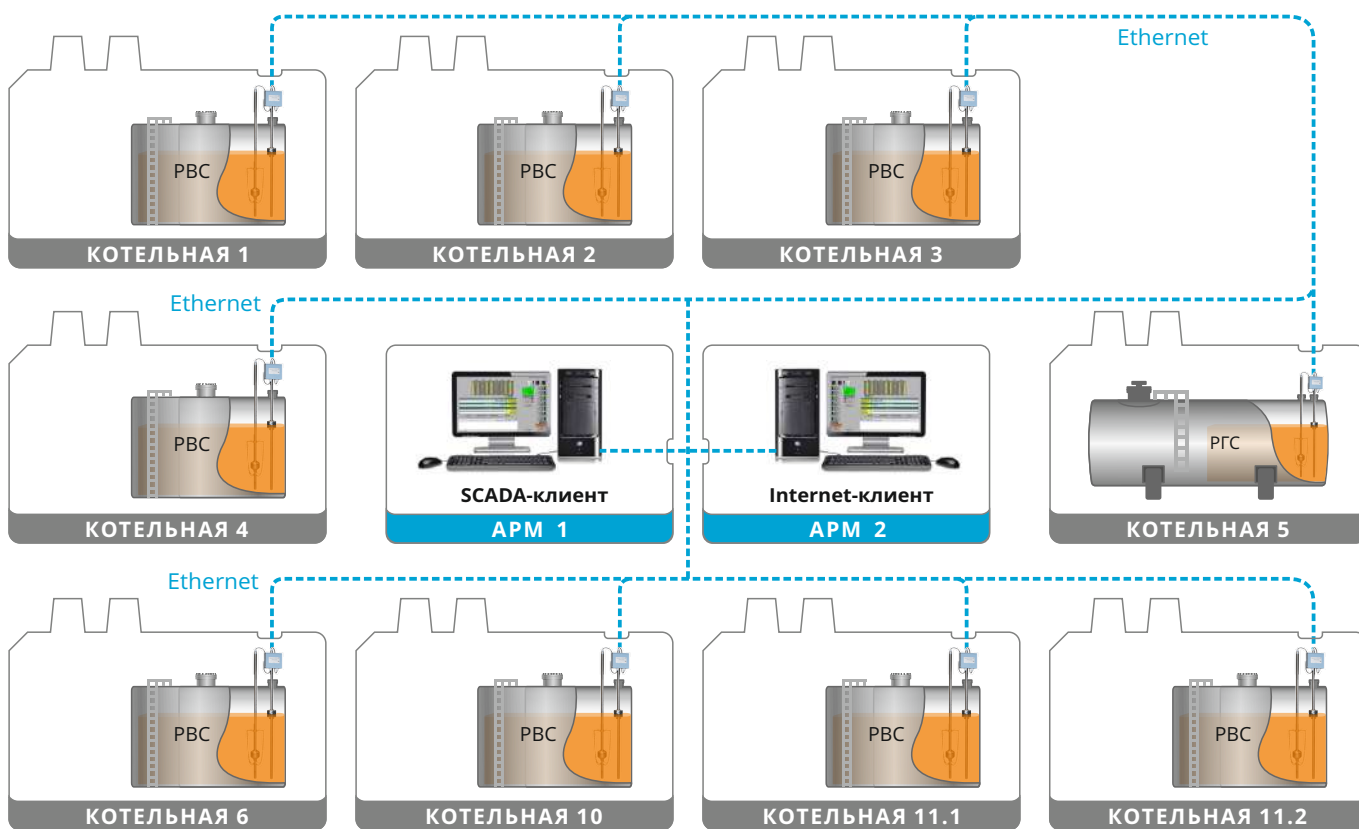 Ethernet
РВС
РВС
РВС
КОТЕЛЬНАЯ 1
КОТЕЛЬНАЯ 2
КОТЕЛЬНАЯ 3
Ethernet
РВС
SCADA-клиент
Internet-клиент
РГС
КОТЕЛЬНАЯ 4
АРМ 1
АРМ 2
КОТЕЛЬНАЯ 5
Ethernet
РВС
РВС
РВС
РВС
КОТЕЛЬНАЯ 6
КОТЕЛЬНАЯ 10
КОТЕЛЬНАЯ 11.1
КОТЕЛЬНАЯ 11.2